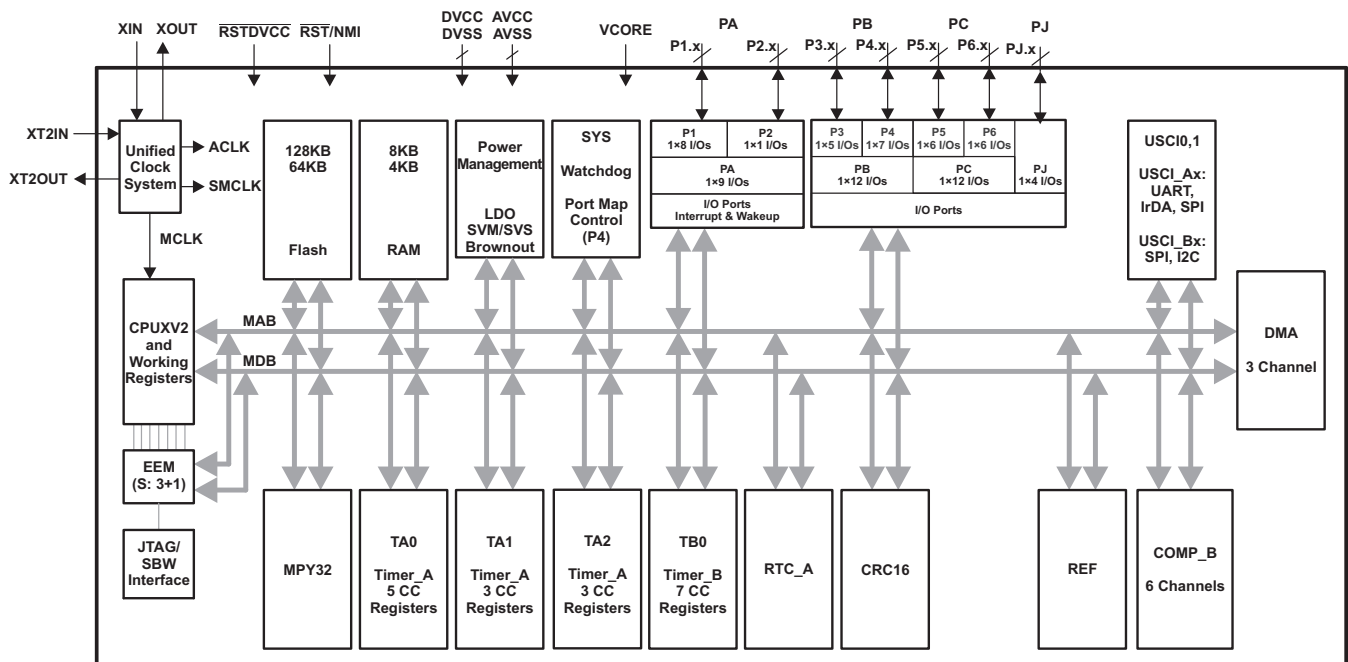 XIN
XOUT
RSTDVCC
RST/NMI
DVCC
DVSS
AVCC
AVSS
VCORE
PA
P1.x
P2.x
PB
P3.x
P4.x
PC
P5.x
P6.x
PJ
PJ.x
XT2IN
XT2OUT
Unified
Clock
System
ACLK
SMCLK
MCLK
128KB
64KB
Flash
8KB
4KB
RAM
Power
Management
LDO
SVM/SVS
Brownout
SYS
Watchdog
Port Map
Control
(P4)
P1
1×8 I/Os
P2
1×1 I/Os
PA
1×9 I/Os
I/O Ports
Interrupt & Wakeup
P3
1×5 I/Os
P4
1×7 I/Os
P5
1×6 I/Os
P6
1×6 I/Os
PB
1×12 I/Os
PC
1×12 I/Os
PJ
1×4 I/Os
I/O Ports
USCI0,1
USCI_Ax:
UART,
IrDA, SPI
USCI_Bx:
SPI, I2C
CPUXV2
and
Working
Registers
MAB
MDB
DMA
3 Channel
EEM
(S: 3+1)
JTAG/
SBW
Interface
MPY32
TA0
Timer_A
5 CC
Registers
TA1
Timer_A
3 CC
Registers
TA2
Timer_A
3 CC
Registers
TB0
Timer_B
7 CC
Registers
RTC_A
CRC16
REF
COMP_B
6 Channels